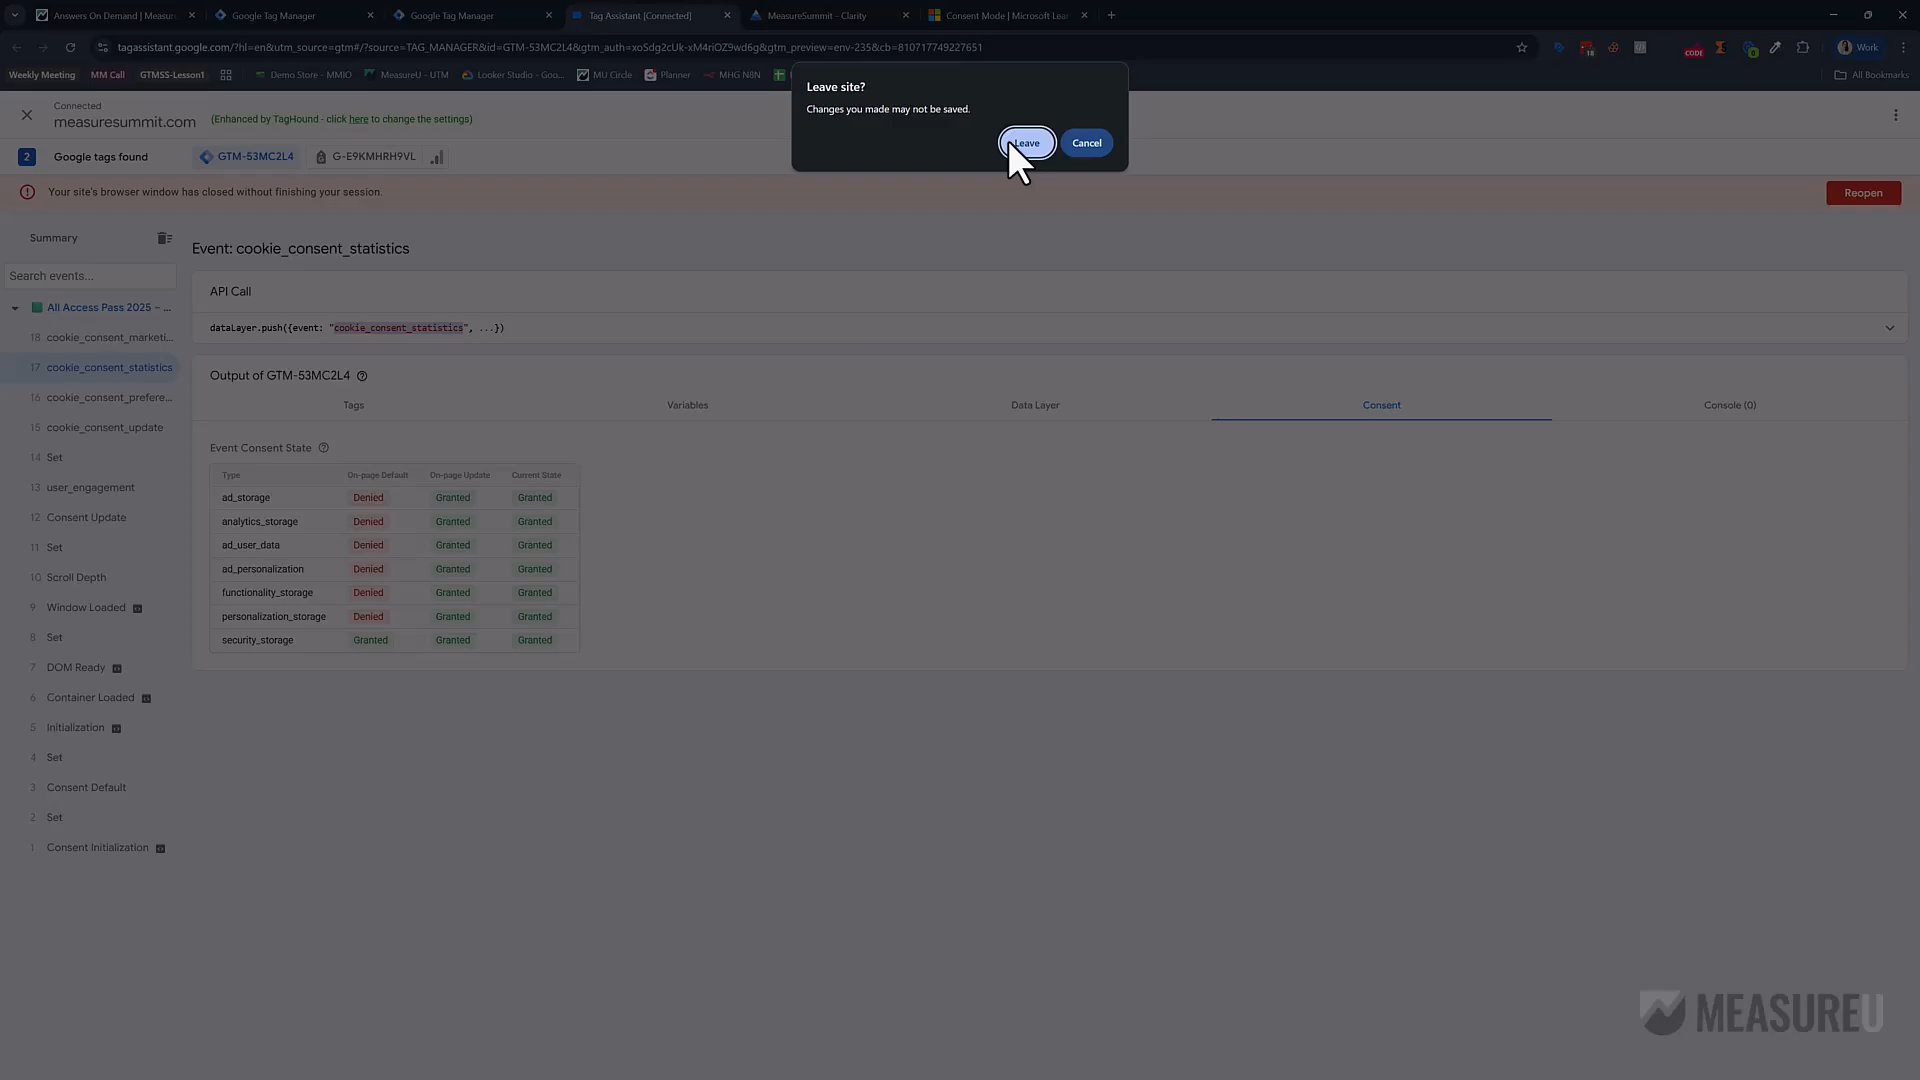 Answers On Demand | Measur
Google Tag Manager
Google Tag Manager
Tag Assistant [Connected]
MeasureSummit - Clarity
Consent Mode | Microsoft Lear
tagassistant.google.com/?hl=en&utm_source=gtm#/?source=TAG_MANAGER&id=GTM-53MC2L4&gtm_auth=xoSdg2cUk-xM4riOZ9wd6g&gtm_preview=env-235&cb=810717749227651
18
CODE
0
Work
Weekly Meeting
MM Call
GTMSS-Lesson1
Demo Store - MMIO
MeasureU - UTM
Looker Studio - Goo...
MU Circle
Planner
MHG N8N
All Bookmarks
Leave site?
Changes you made may not be saved.
Leave
Cancel
Connected
measuresummit.com
(Enhanced by TagHound - click here to change the settings)
2
Google tags found
GTM-53MC2L4
G-E9KMHRH9VL
Your site's browser window has closed without finishing your session.
Reopen
Summary
Search events...
All Access Pass 2025 – ...
18 cookie_consent_marketi...
17 cookie_consent_statistics
16 cookie_consent_prefere...
15 cookie_consent_update
14 Set
13 user_engagement
12 Consent Update
11 Set
10 Scroll Depth
9 Window Loaded
8 Set
7 DOM Ready
6 Container Loaded
5 Initialization
4 Set
3 Consent Default
2 Set
1 Consent Initialization
Event: cookie_consent_statistics
API Call
dataLayer.push({event: "cookie_consent_statistics", ...})
Output of GTM-53MC2L4
Tags
Variables
Data Layer
Consent
Console (0)
Event Consent State
Type On-page Default On-page Update Current State
ad_storage Denied Granted Granted
analytics_storage Denied Granted Granted
ad_user_data Denied Granted Granted
ad_personalization Denied Granted Granted
functionality_storage Denied Granted Granted
personalization_storage Denied Granted Granted
security_storage Granted Granted Granted
MEASUREU